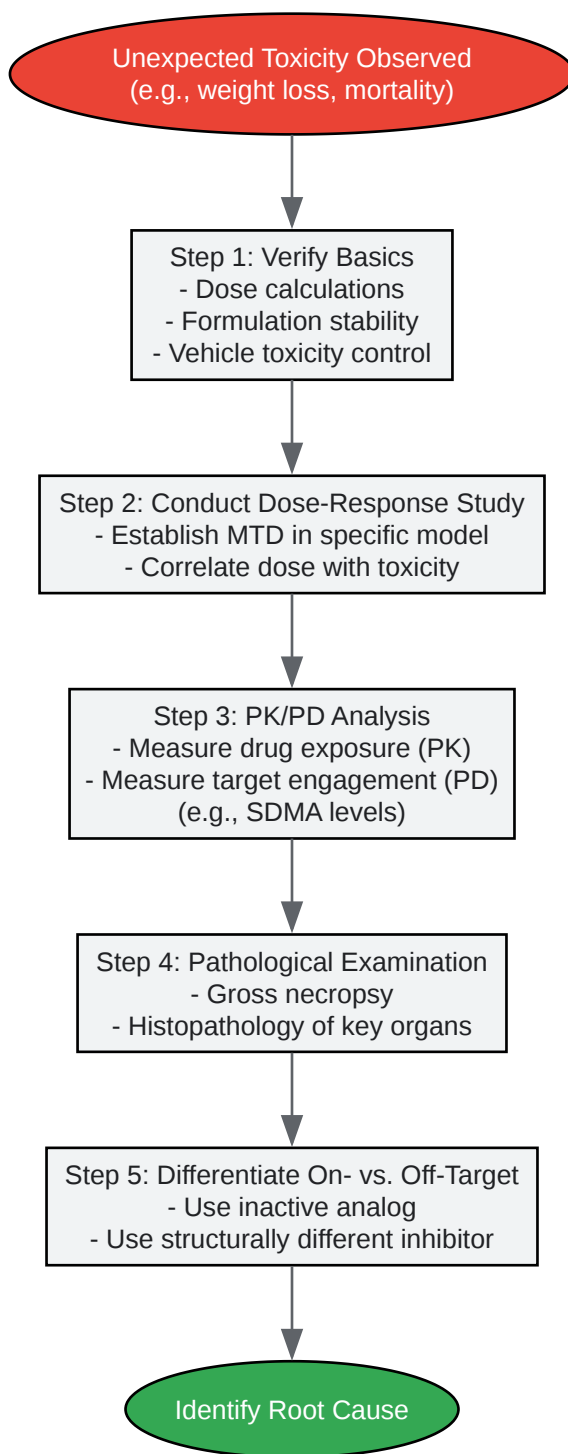 Unexpected Toxicity Observed
(e.g., weight loss, mortality)
Step 1: Verify Basics
- Dose calculations
- Formulation stability
- Vehicle toxicity control
Step 2: Conduct Dose-Response Study
- Establish MTD in specific model
- Correlate dose with toxicity
Step 3: PK/PD Analysis
- Measure drug exposure (PK)
- Measure target engagement (PD)
(e.g., SDMA levels)
Step 4: Pathological Examination
- Gross necropsy
- Histopathology of key organs
Step 5: Differentiate On- vs. Off-Target
- Use inactive analog
- Use structurally different inhibitor
Identify Root Cause